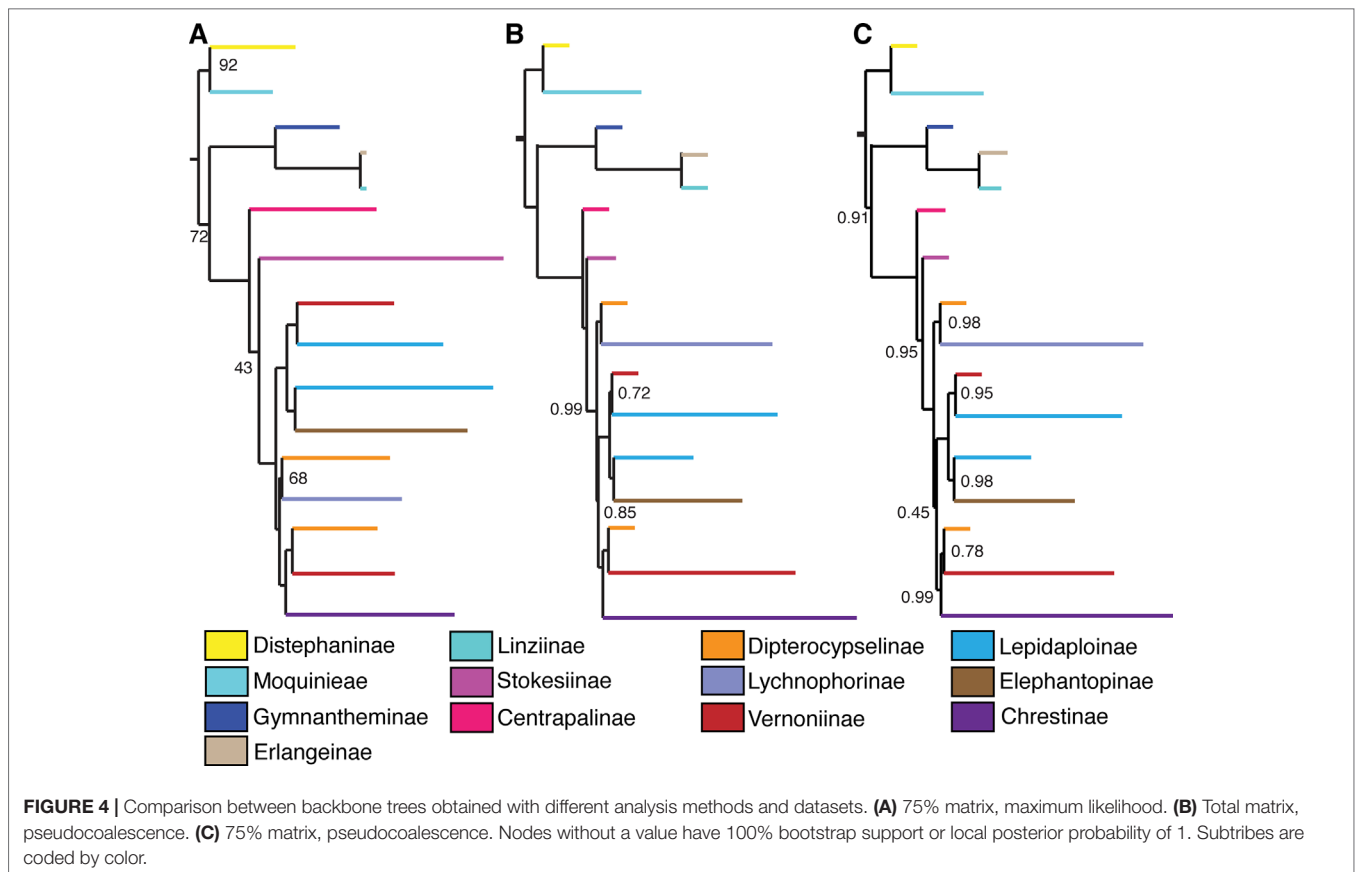 A
B
C
92
72
43
68
0.99
0.72
0.85
0.91
0.98
0.95
0.95
0.98
0.45
0.78
0.99
Distephaninae
Linziinae
Dipterocypselinae
Lepidaploinae
Moquinieae
Stokesiinae
Lychnophorinae
Elephantopinae
Gymnantheminae
Centrapalinae
Vernoniinae
Chrestinae
Erlangeinae
FIGURE 4 | Comparison between backbone trees obtained with different analysis methods and datasets. (A) 75% matrix, maximum likelihood. (B) Total matrix,
pseudocoalescence. (C) 75% matrix, pseudocoalescence. Nodes without a value have 100% bootstrap support or local posterior probability of 1. Subtribes are
coded by color.